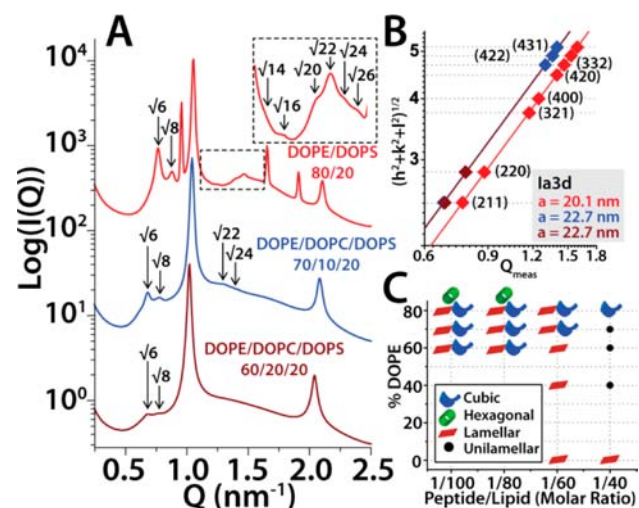 A
10⁴
10³
10²
10¹
10⁰
Log(I(Q))
0.5 1.0 1.5 2.0 2.5
Q (nm⁻¹)
√6
√8
√14
√16
√20
√22
√24
√26
DOPE/DOPS
80/20
√6
√8
√22
√24
DOPE/DOPC/DOPS
70/10/20
√6
√8
DOPE/DOPC/DOPS
60/20/20
B
(h²+k²+l²)¹ᐟ²
5
4
3
(431)
(422)
(332)
(420)
(400)
(321)
(220)
(211)
Ia3d
a = 20.1 nm
a = 22.7 nm
a = 22.7 nm
0.6 0.9 1.2 1.5 1.8
Qmeas
C
% DOPE
80
60
40
20
0
Cubic
Hexagonal
Lamellar
Unilamellar
1/100 1/80 1/60 1/40
Peptide/Lipid (Molar Ratio)